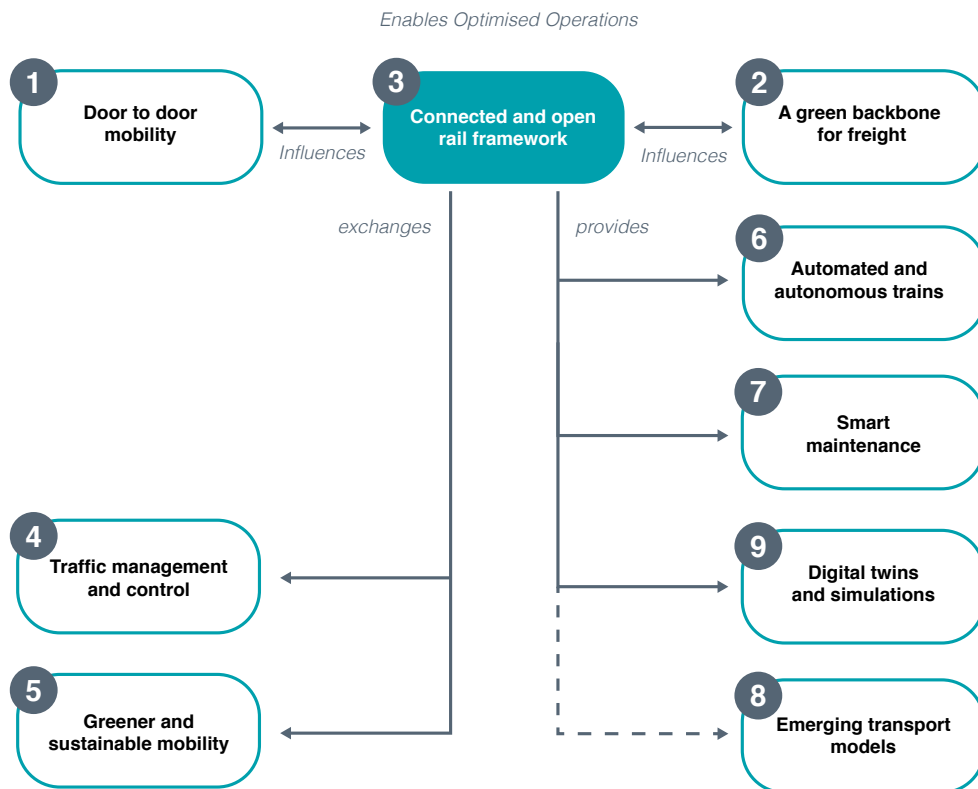 Enables Optimised Operations
1
Door to door
mobility
Influences
3
Connected and open
rail framework
Influences
2
A green backbone
for freight
exchanges
provides
6
Automated and
autonomous trains
7
Smart
maintenance
4
Traffic management
and control
9
Digital twins
and simulations
5
Greener and
sustainable mobility
8
Emerging transport
models